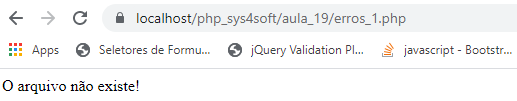 localhost/php_sys4soft/aula_19/erros_1.php
Apps Seletores de Formu... jQuery Validation Pl... javascript - Bootstr...
O arquivo não existe!